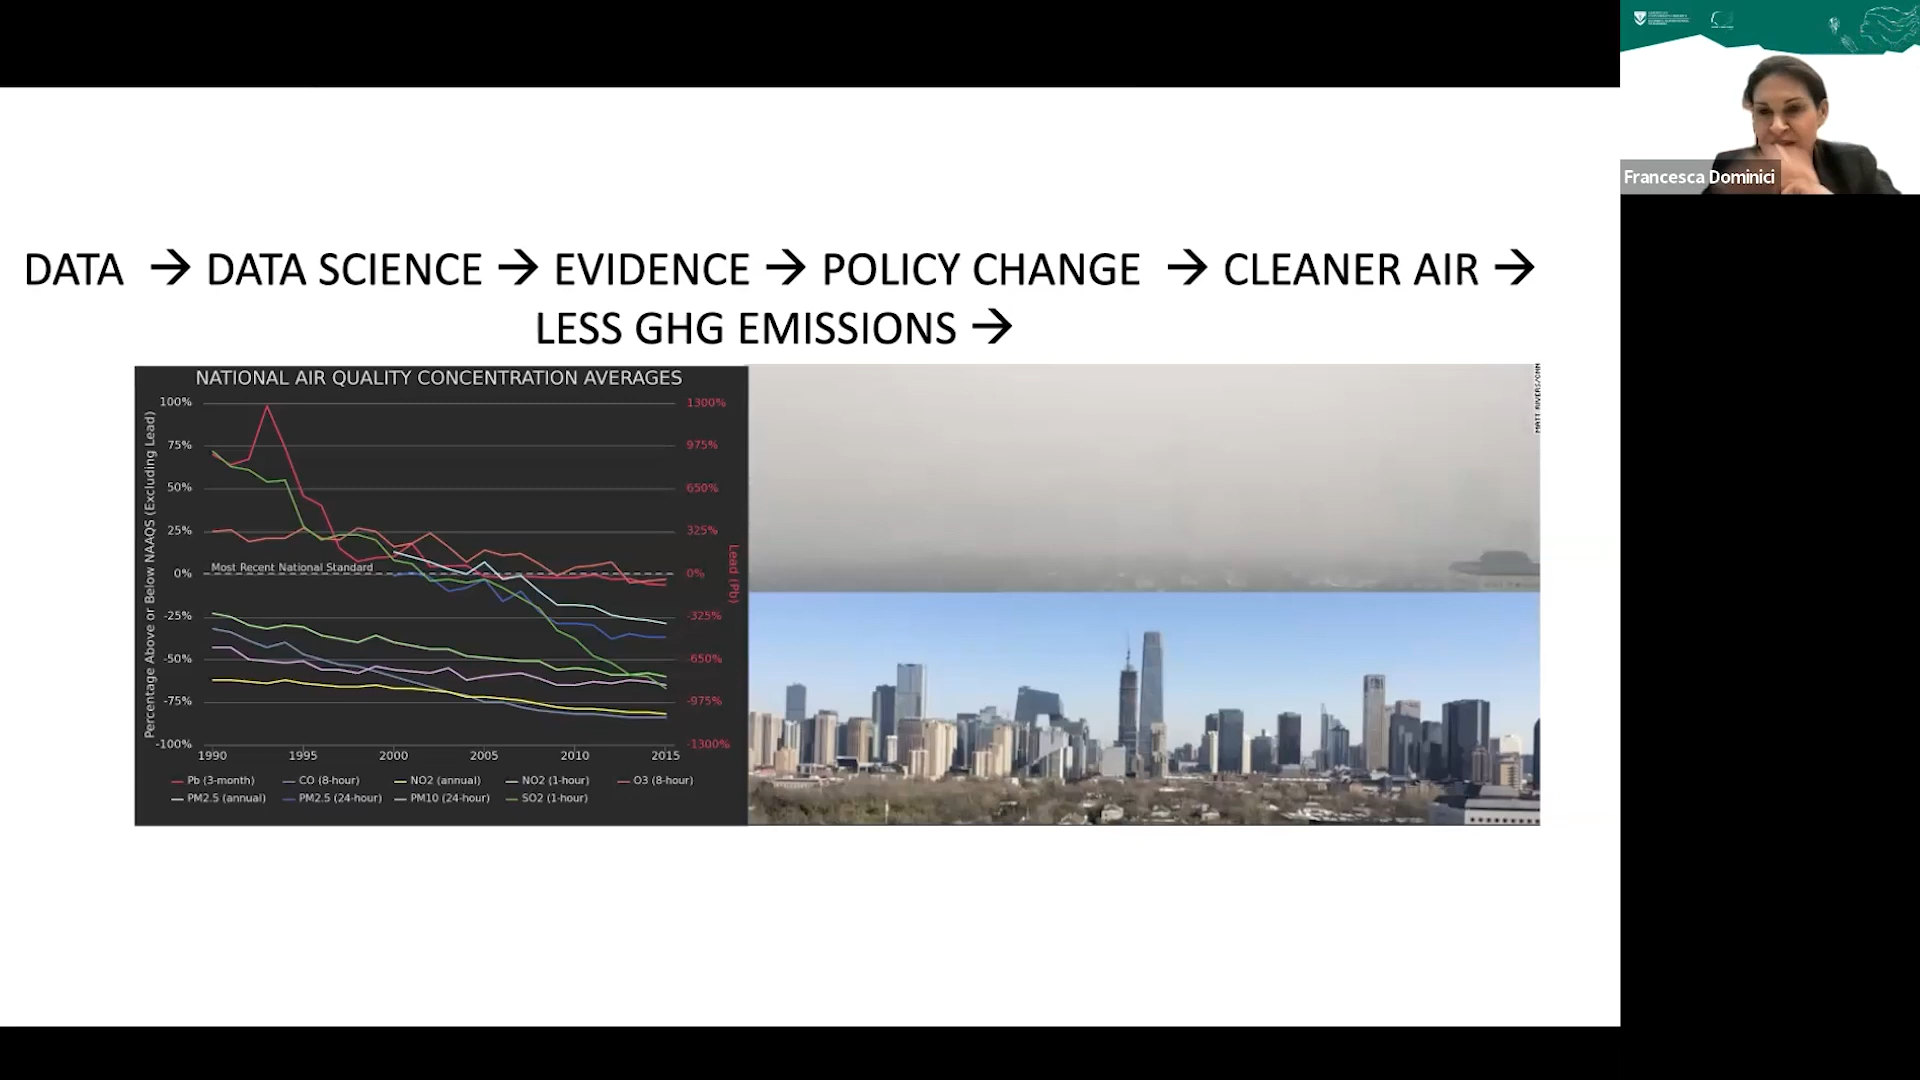 DATA → DATA SCIENCE → EVIDENCE → POLICY CHANGE → CLEANER AIR →
LESS GHG EMISSIONS →
NATIONAL AIR QUALITY CONCENTRATION AVERAGES
Percentage Above or Below NAAQS (Excluding Lead)
100%
75%
50%
25%
0%
-25%
-50%
-75%
-100%
Most Recent National Standard
1300%
975%
650%
325%
0%
-325%
-650%
-975%
-1300%
Lead (Pb)
1990 1995 2000 2005 2010 2015
Pb (3-month) CO (8-hour) NO2 (annual) NO2 (1-hour) O3 (8-hour)
PM2.5 (annual) PM2.5 (24-hour) PM10 (24-hour) SO2 (1-hour)
MATT RIVERS/CNN
Francesca Dominici